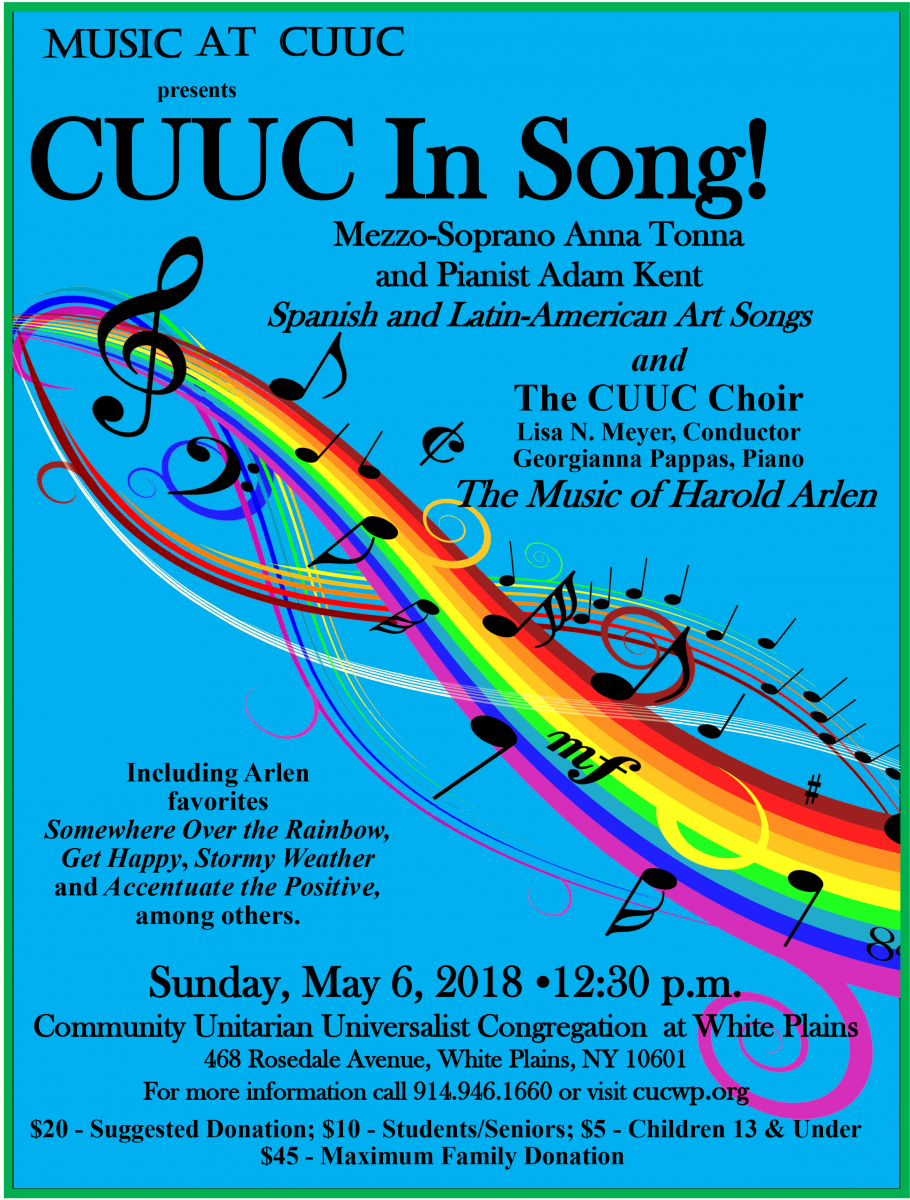 MUSIC AT CUUC
presents
CUUC In Song!
Mezzo-Soprano Anna Tonna
and Pianist Adam Kent
Spanish and Latin-American Art Songs
and
The CUUC Choir
Lisa N. Meyer, Conductor
Georgianna Pappas, Piano
The Music of Harold Arlen
mf
Including Arlen
favorites
Somewhere Over the Rainbow,
Get Happy, Stormy Weather
and Accentuate the Positive,
among others.
Sunday, May 6, 2018 •12:30 p.m.
Community Unitarian Universalist Congregation at White Plains
468 Rosedale Avenue, White Plains, NY 10601
For more information call 914.946.1660 or visit cucwp.org
$20 - Suggested Donation; $10 - Students/Seniors; $5 - Children 13 & Under
$45 - Maximum Family Donation